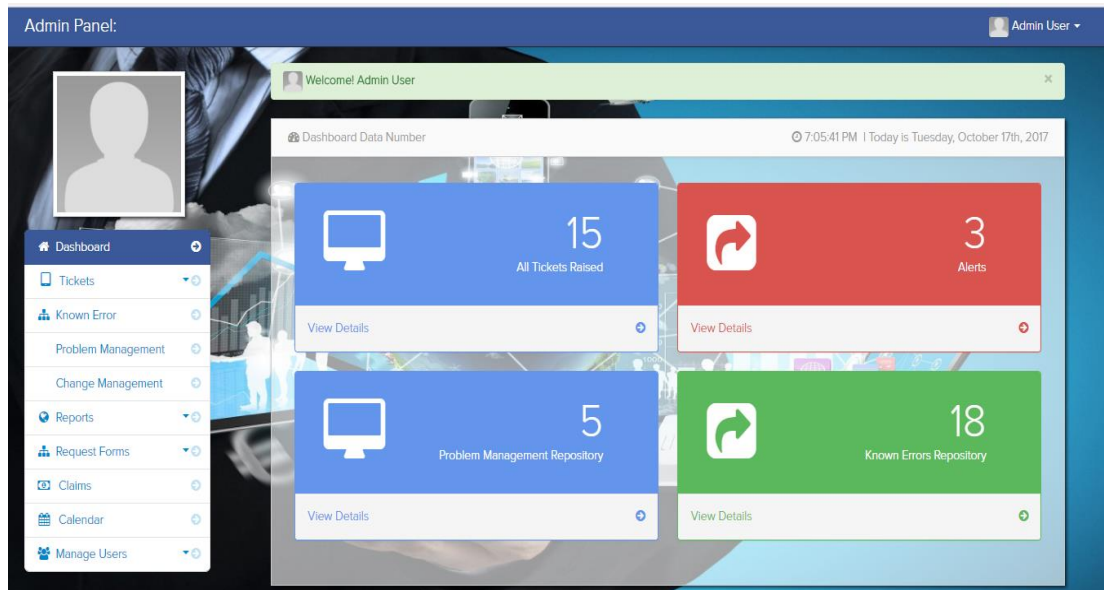 Admin Panel:
Admin User
Welcome! Admin User
×
Dashboard Data Number
7:05:41 PM | Today is Tuesday, October 17th, 2017
Dashboard
Tickets
Known Error
Problem Management
Change Management
Reports
Request Forms
Claims
Calendar
Manage Users
15
All Tickets Raised
View Details
3
Alerts
View Details
5
Problem Management Repository
View Details
18
Known Errors Repository
View Details